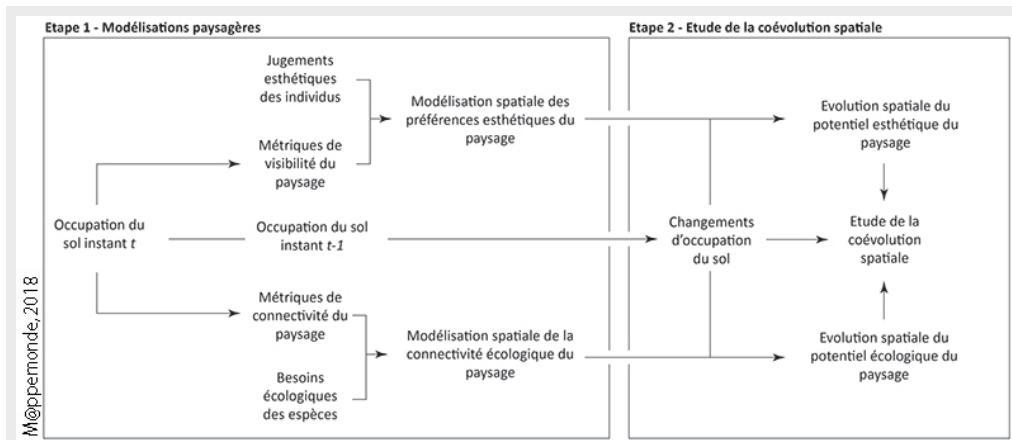 Etape 1 - Modélisations paysagères
Jugements
esthétiques
des individus
Métriques de
visibilité du
paysage
Modélisation spatiale des
préférences esthétiques du
paysage
Occupation du
sol instant t
Occupation du sol
instant t-1
Métriques de
connectivité du
paysage
Besoins
écologiques
des espèces
Modélisation spatiale de la
connectivité écologique du
paysage
Etape 2 - Etude de la coévolution spatiale
Evolution spatiale du
potentiel esthétique du
paysage
Changements
d'occupation
du sol
Etude de la
coévolution
spatiale
Evolution spatiale du
potentiel écologique du
paysage
M@ppemonde, 2018